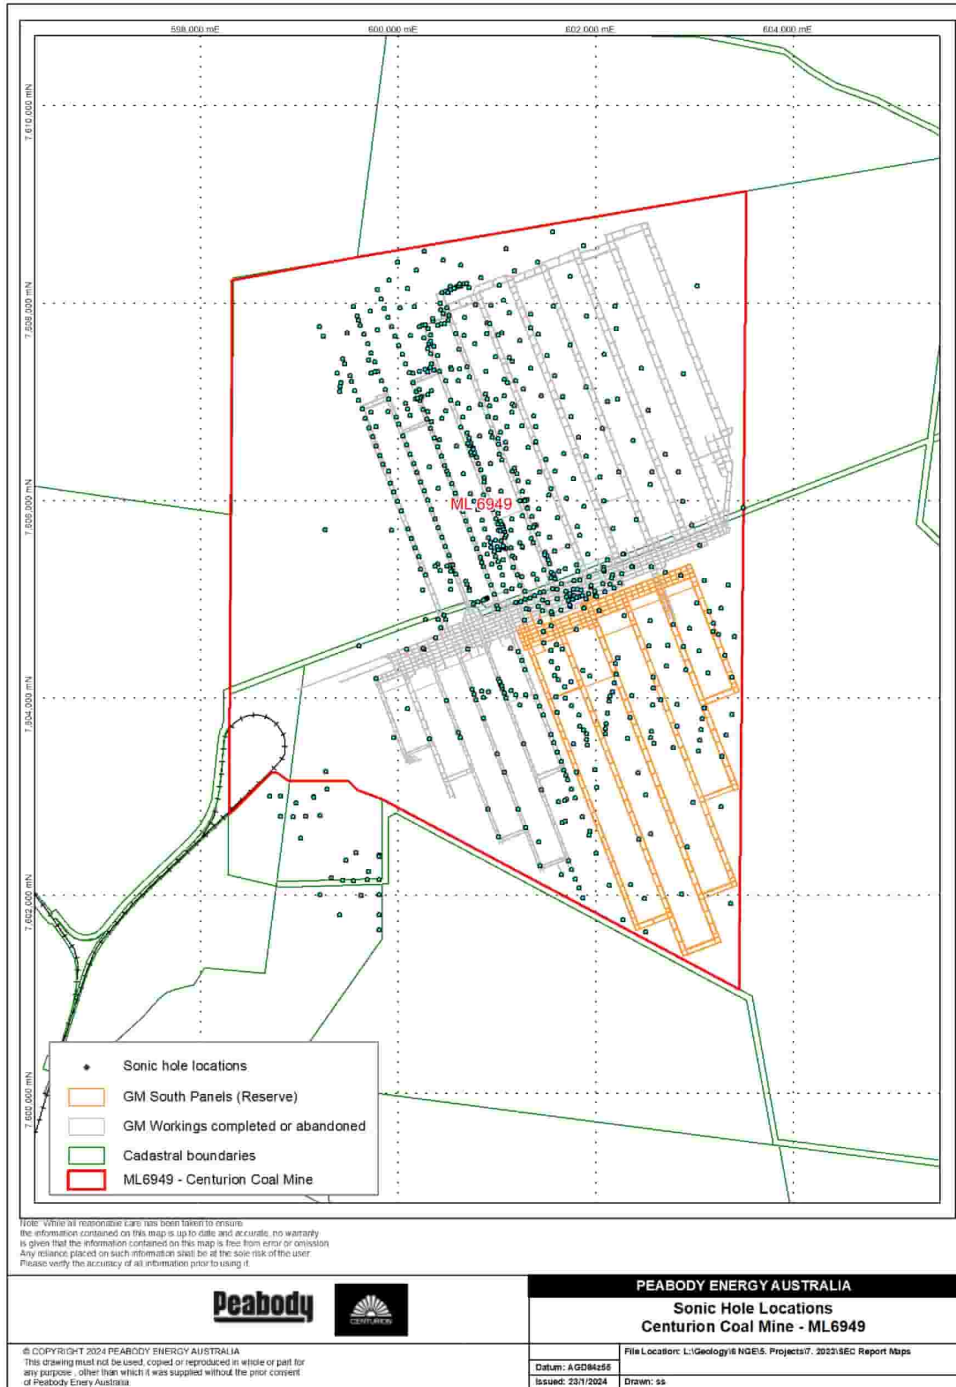 598,000 mE 600,000 mE 602,000 mE 604,000 mE
7,610,000 mN
7,608,000 mN
7,606,000 mN
7,604,000 mN
7,602,000 mN
7,600,000 mN
ML 6949
Sonic hole locations
GM South Panels (Reserve)
GM Workings completed or abandoned
Cadastral boundaries
ML6949 - Centurion Coal Mine
Note: While all reasonable care has been taken to ensure
the information contained on this map is up to date and accurate, no warranty
is given that the information contained on this map is free from error or omission
Any reliance placed on such information shall be at the sole risk of the user
Please verify the accuracy of all information prior to using it
Peabody
CENTURION
PEABODY ENERGY AUSTRALIA
Sonic Hole Locations
Centurion Coal Mine - ML6949
© COPYRIGHT 2024 PEABODY ENERGY AUSTRALIA
This drawing must not be used, copied or reproduced in whole or part for
any purpose , other than which it was supplied without the prior consent
of Peabody Enery Australia
File Location: L:\Geology\6 NGE\5. Projects\7. 2023\SEC Report Maps
Datum: AGD84z55
Issued: 23/1/2024 Drawn: ss